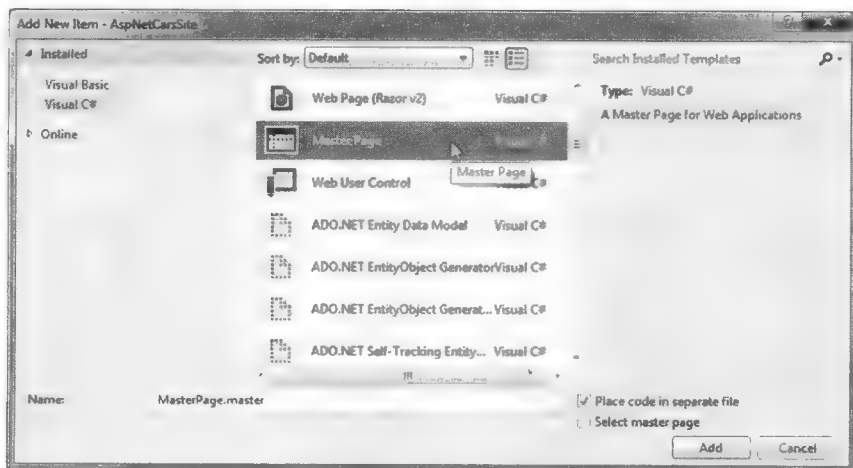 Add New Item - AspNetCarsSite
Installed
Visual Basic
Visual C#
Online
Sort by: Default
Web Page (Razor v2) Visual C#
Master Page
Master Page
Web User Control C#
ADO.NET Entity Data Model Visual C#
ADO.NET EntityObject Generator Visual C#
ADO.NET EntityObject Generat... Visual C#
ADO.NET Self-Tracking Entity... Visual C#
Search Installed Templates
Type: Visual C#
A Master Page for Web Applications
Name: MasterPage.master
Place code in separate file
Select master page
Add Cancel